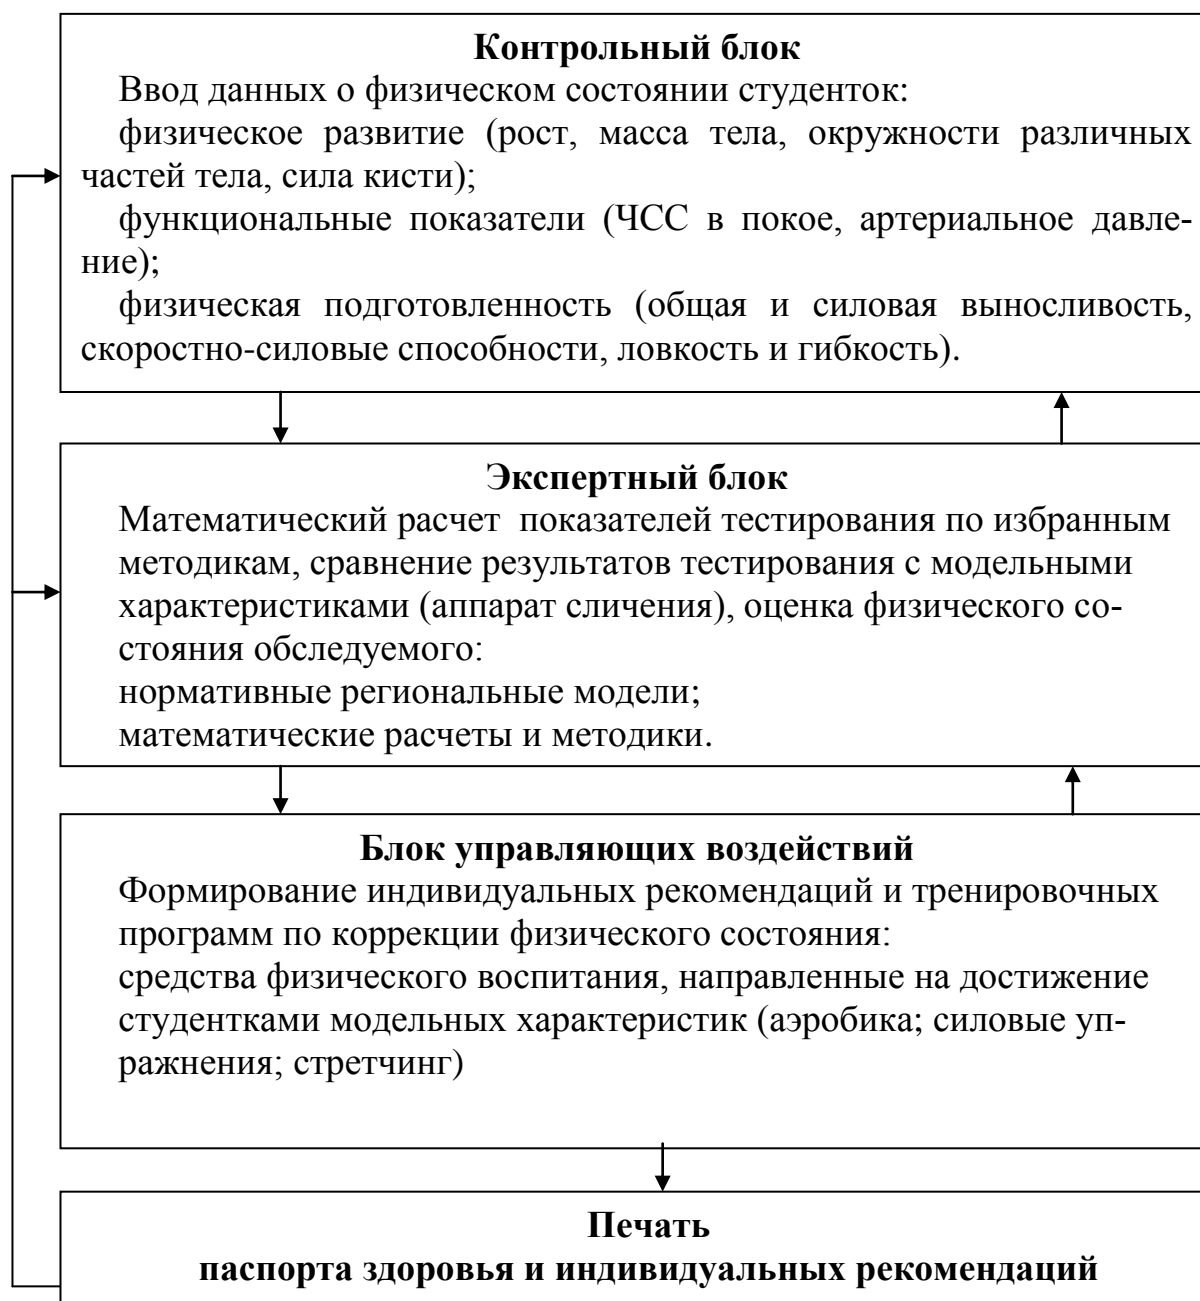 Контрольный блок
Ввод данных о физическом состоянии студенток:
физическое развитие (рост, масса тела, окружности различных
частей тела, сила кисти);
функциональные показатели (ЧСС в покое, артериальное давле-
ние);
физическая подготовленность (общая и силовая выносливость,
скоростно-силовые способности, ловкость и гибкость).
Экспертный блок
Математический расчет показателей тестирования по избранным
методикам, сравнение результатов тестирования с модельными
характеристиками (аппарат сличения), оценка физического со-
стояния обследуемого:
нормативные региональные модели;
математические расчеты и методики.
Блок управляющих воздействий
Формирование индивидуальных рекомендаций и тренировочных
программ по коррекции физического состояния:
средства физического воспитания, направленные на достижение
студентками модельных характеристик (аэробика; силовые уп-
ражнения; стретчинг)
Печать
паспорта здоровья и индивидуальных рекомендаций